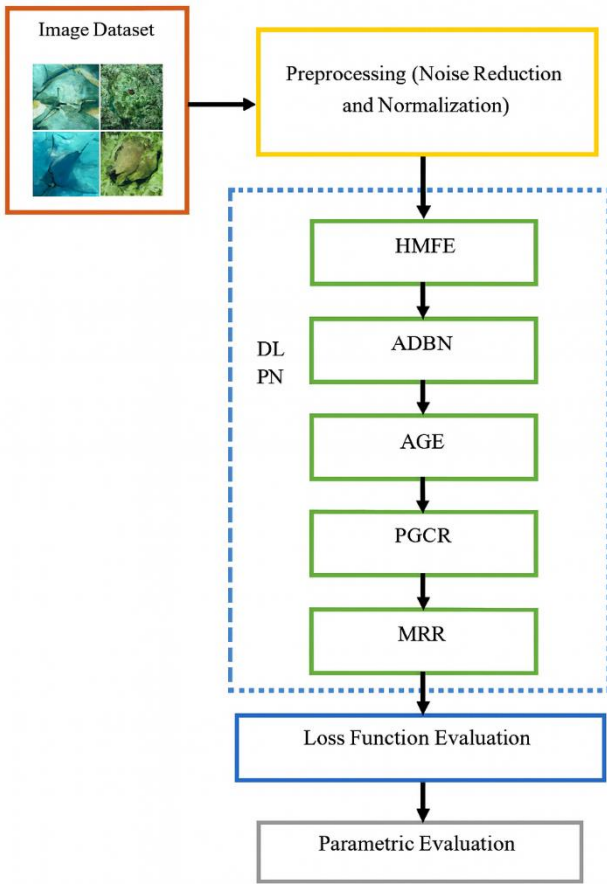 Image Dataset
Preprocessing (Noise Reduction
and Normalization)
HMFE
DL
PN
ADBN
AGE
PGCR
MRR
Loss Function Evaluation
Parametric Evaluation